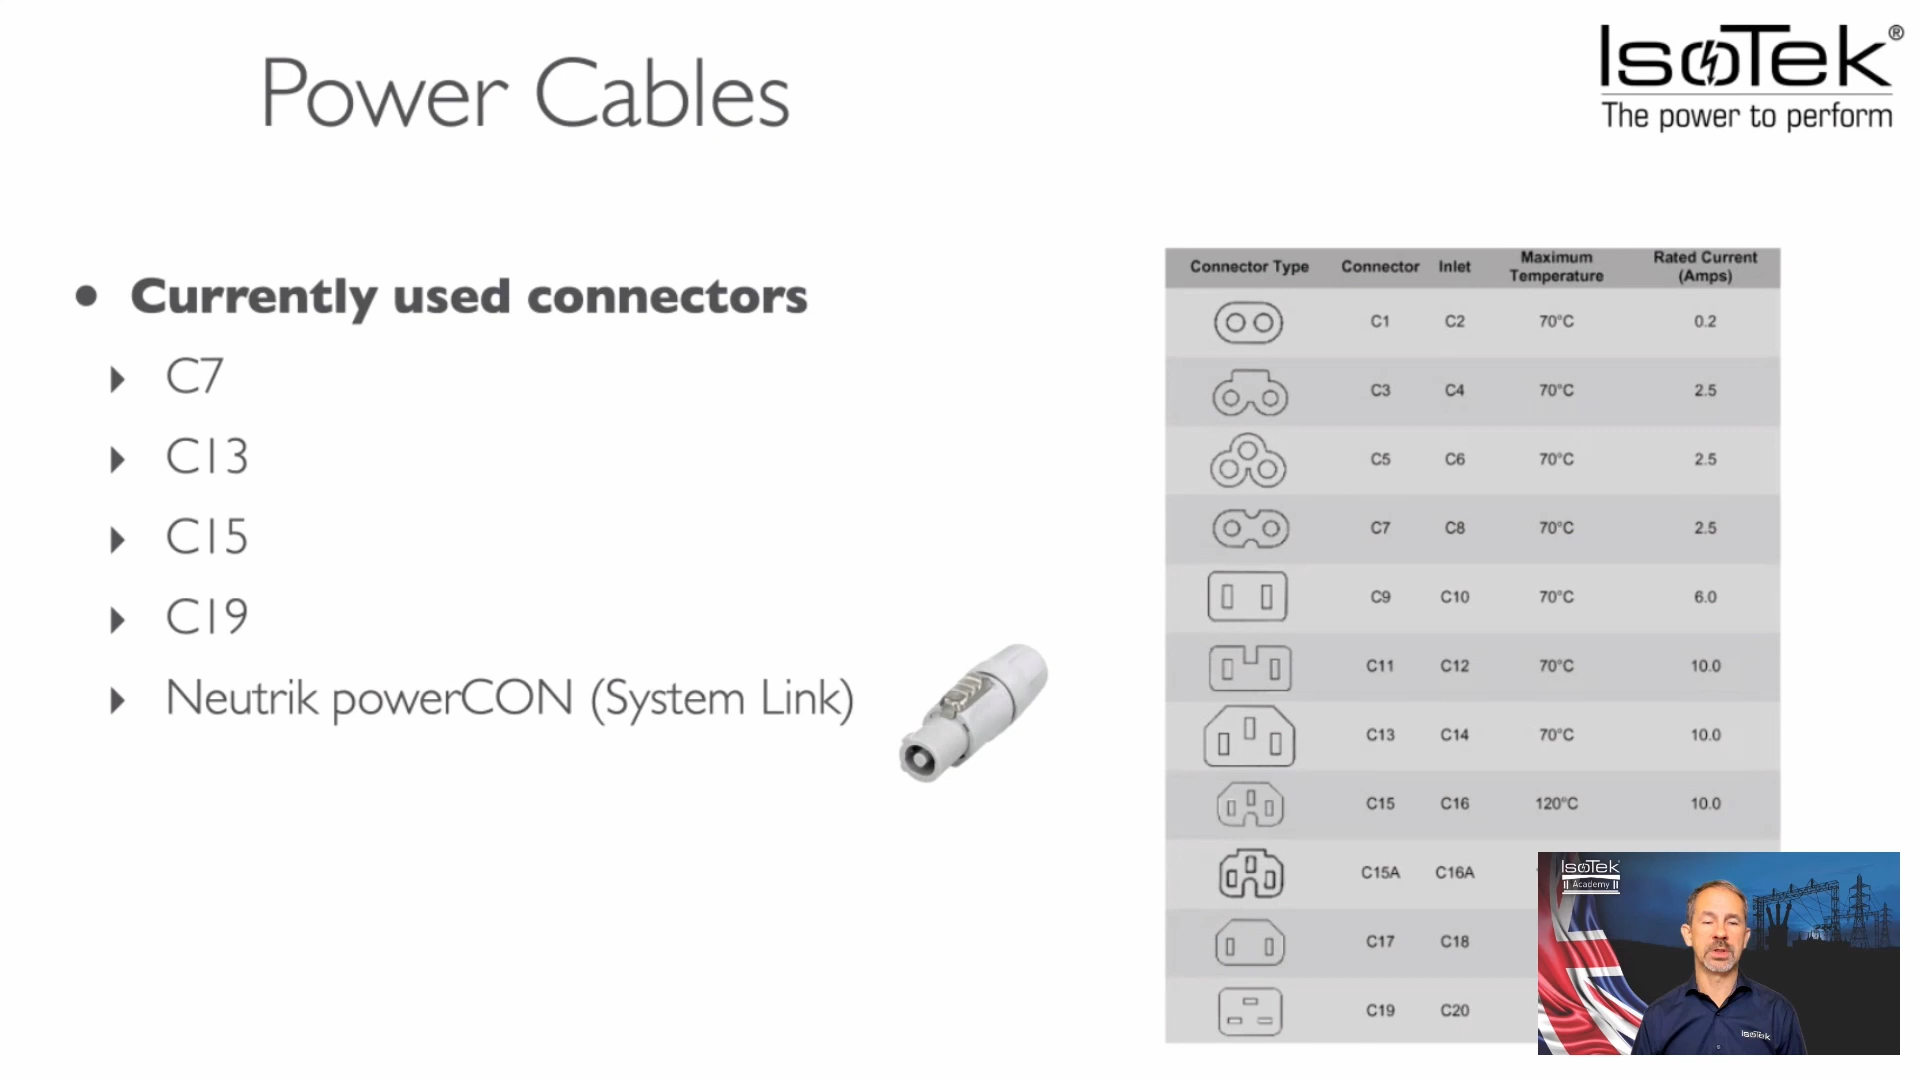 Power Cables
IsoTek®
The power to perform
• Currently used connectors
C7
C13
C15
C19
Neutrik powerCON (System Link)
Connector Type Connector Inlet Maximum Temperature Rated Current (Amps)
C1 C2 70°C 0.2
C3 C4 70°C 2.5
C5 C6 70°C 2.5
C7 C8 70°C 2.5
C9 C10 70°C 6.0
C11 C12 70°C 10.0
C13 C14 70°C 10.0
C15 C16 120°C 10.0
C15A C16A
C17 C18
C19 C20
IsoTek
Academy
IsoTek